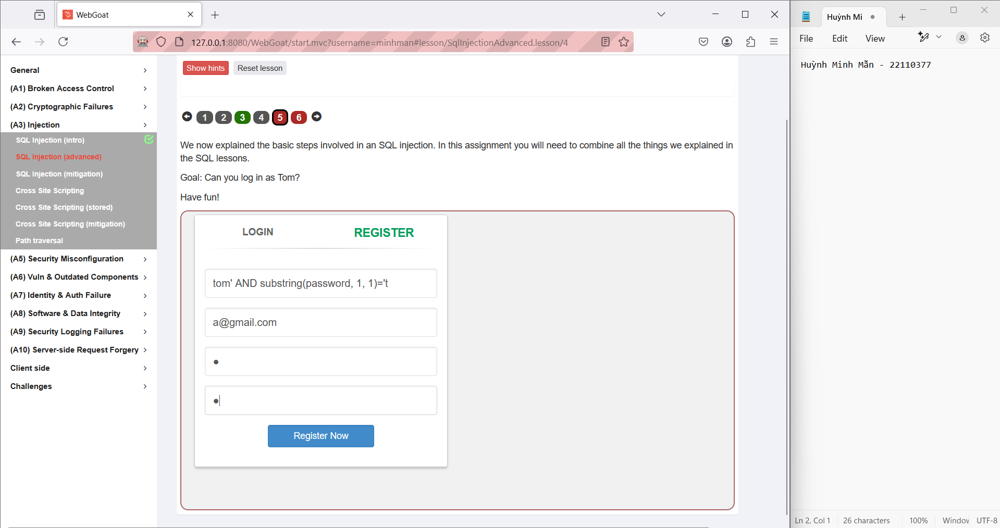 WebGoat
127.0.0.1:8080/WebGoat/start.mvc?username=minhman#lesson/SqlInjectionAdvanced.lesson/4
General
(A1) Broken Access Control
(A2) Cryptographic Failures
(A3) Injection
SQL Injection (intro)
SQL Injection (advanced)
SQL Injection (mitigation)
Cross Site Scripting
Cross Site Scripting (stored)
Cross Site Scripting (mitigation)
Path traversal
(A5) Security Misconfiguration
(A6) Vuln & Outdated Components
(A7) Identity & Auth Failure
(A8) Software & Data Integrity
(A9) Security Logging Failures
(A10) Server-side Request Forgery
Client side
Challenges
Show hints Reset lesson
1 2 3 4 5 6
We now explained the basic steps involved in an SQL injection. In this assignment you will need to combine all the things we explained in
the SQL lessons.
Goal: Can you log in as Tom?
Have fun!
LOGIN REGISTER
tom' AND substring(password, 1, 1)='t
a@gmail.com
Register Now
Huỳnh Mi
File Edit View
Huỳnh Minh Mẫn - 22110377
Ln 2, Col 1 26 characters 100% Window UTF-8